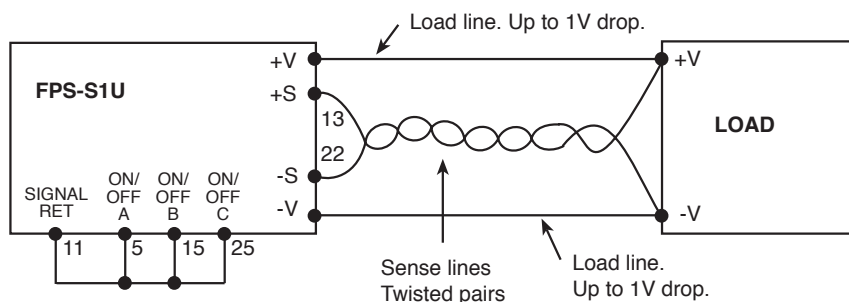 Load line. Up to 1V drop.
+V
+V
FPS-S1U
+S
13
LOAD
22
-S
SIGNAL
RET
ON/
OFF
A
ON/
OFF
B
ON/
OFF
C
-V
-V
11
5
15
25
Sense lines
Twisted pairs
Load line.
Up to 1V drop.